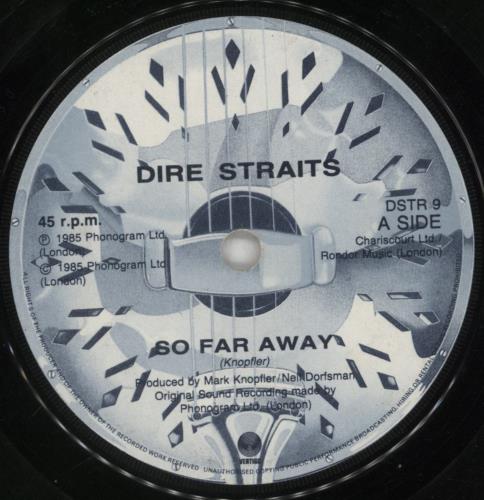 DIRE STRAITS
45 r.p.m.
Ⓟ 1985 Phonogram Ltd.
(London)
© 1985 Phonogram Ltd.
(London)
DSTR 9
A SIDE
Chariscourt Ltd /
Rondor Music (London)
SO FAR AWAY
(Knopfler)
Produced by Mark Knopfler/Neil Dorfsman
Original Sound Recording made by
Phonogram Ltd. (London)
VERTIGO
ALL RIGHTS OF THE PRODUCER AND OF THE OWNER OF THE RECORDED WORK RESERVED UNAUTHORISED COPYING PUBLIC PERFORMANCE BROADCASTING, HIRING OR RENTAL